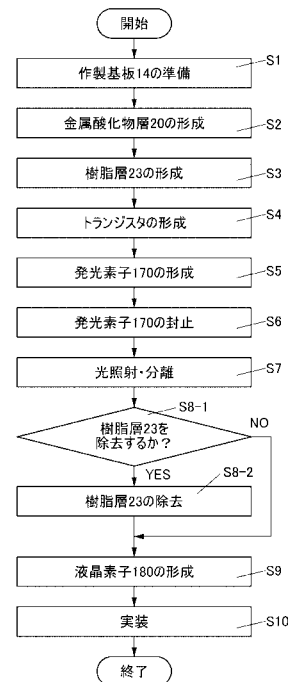 開始
作製基板14の準備
S1
金属酸化物層20の形成
S2
樹脂層23の形成
S3
トランジスタの形成
S4
発光素子170の形成
S5
発光素子170の封止
S6
光照射・分離
S7
S8-1
樹脂層23を
除去するか？
NO
YES
S8-2
樹脂層23の除去
液晶素子180の形成
S9
実装
S10
終了